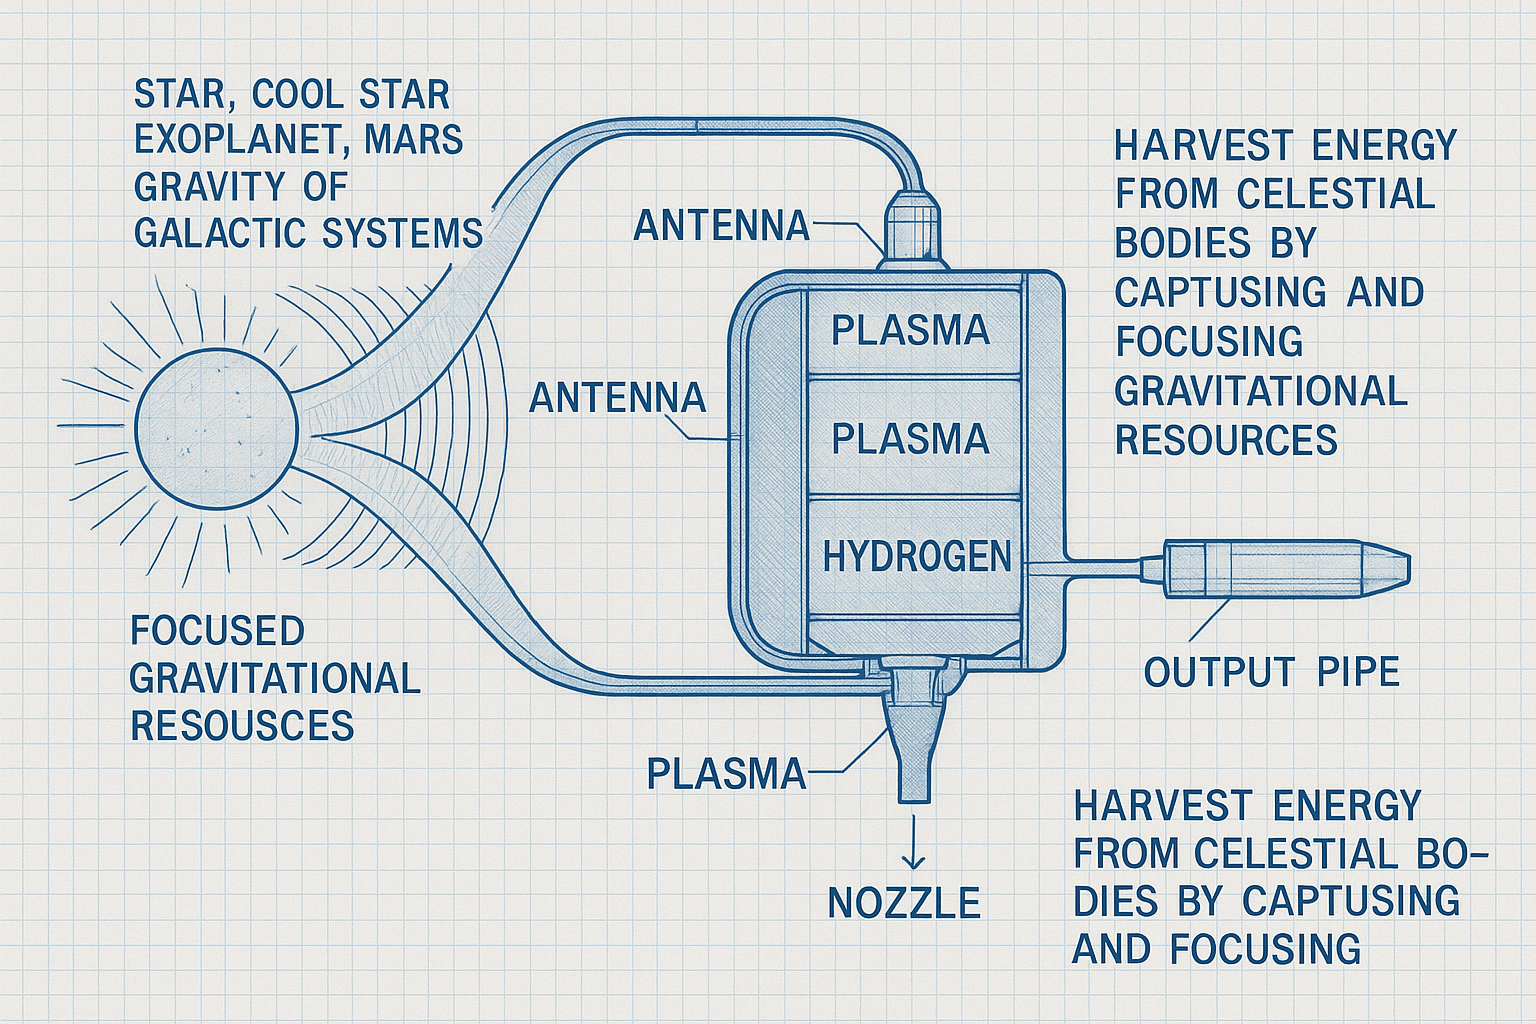 STAR, COOL STAR
EXOPLANET, MARS
GRAVITY OF
GALACTIC SYSTEMS
ANTENNA
ANTENNA
PLASMA
PLASMA
HYDROGEN
HARVEST ENERGY
FROM CELESTIAL
BODIES BY
CAPTUSING AND
FOCUSING
GRAVITATIONAL
RESOURCES
FOCUSED
GRAVITATIONAL
RESOUSCES
OUTPUT PIPE
PLASMA
NOZZLE
HARVEST ENERGY
FROM CELESTIAL BO–
DIES BY CAPTUSING
AND FOCUSING